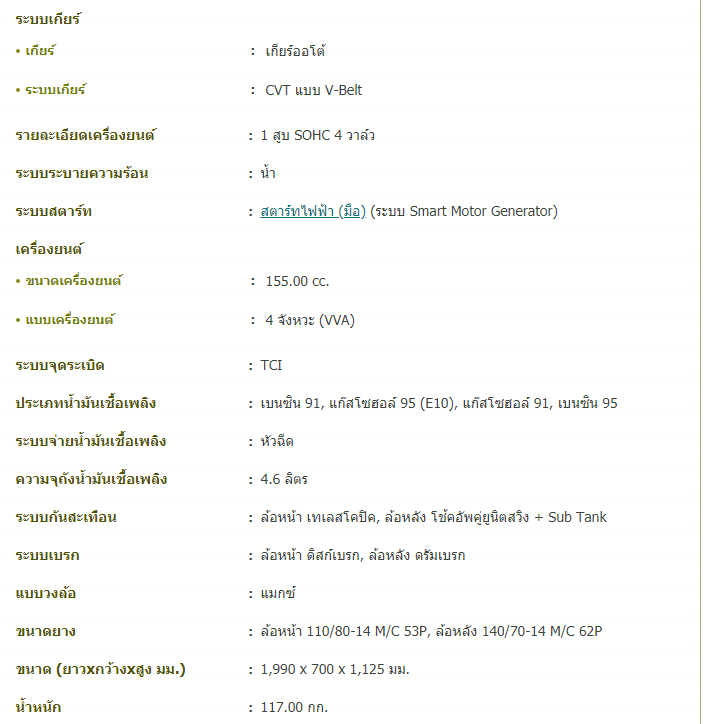 ระบบเกียร์
• เกียร์ : เกียร์ออโต้
• ระบบเกียร์ : CVT แบบ V-Belt
รายละเอียดเครื่องยนต์ : 1 สูบ SOHC 4 วาล์ว
ระบบระบายความร้อน : น้ำ
ระบบสตาร์ท : สตาร์ทไฟฟ้า (มือ) (ระบบ Smart Motor Generator)
เครื่องยนต์
• ขนาดเครื่องยนต์ : 155.00 cc.
• แบบเครื่องยนต์ : 4 จังหวะ (VVA)
ระบบจุดระเบิด : TCI
ประเภทน้ำมันเชื้อเพลิง : เบนซิน 91, แก๊สโซฮอล์ 95 (E10), แก๊สโซฮอล์ 91, เบนซิน 95
ระบบจ่ายน้ำมันเชื้อเพลิง : หัวฉีด
ความจุถังน้ำมันเชื้อเพลิง : 4.6 ลิตร
ระบบกันสะเทือน : ล้อหน้า เทเลสโคปิค, ล้อหลัง โช้คอัพคู่ยูนิตสวิง + Sub Tank
ระบบเบรก : ล้อหน้า ดิสก์เบรก, ล้อหลัง ดรัมเบรก
แบบวงล้อ : แมกซ์
ขนาดยาง : ล้อหน้า 110/80-14 M/C 53P, ล้อหลัง 140/70-14 M/C 62P
ขนาด (ยาวxกว้างxสูง มม.) : 1,990 x 700 x 1,125 มม.
น้ำหนัก : 117.00 กก.